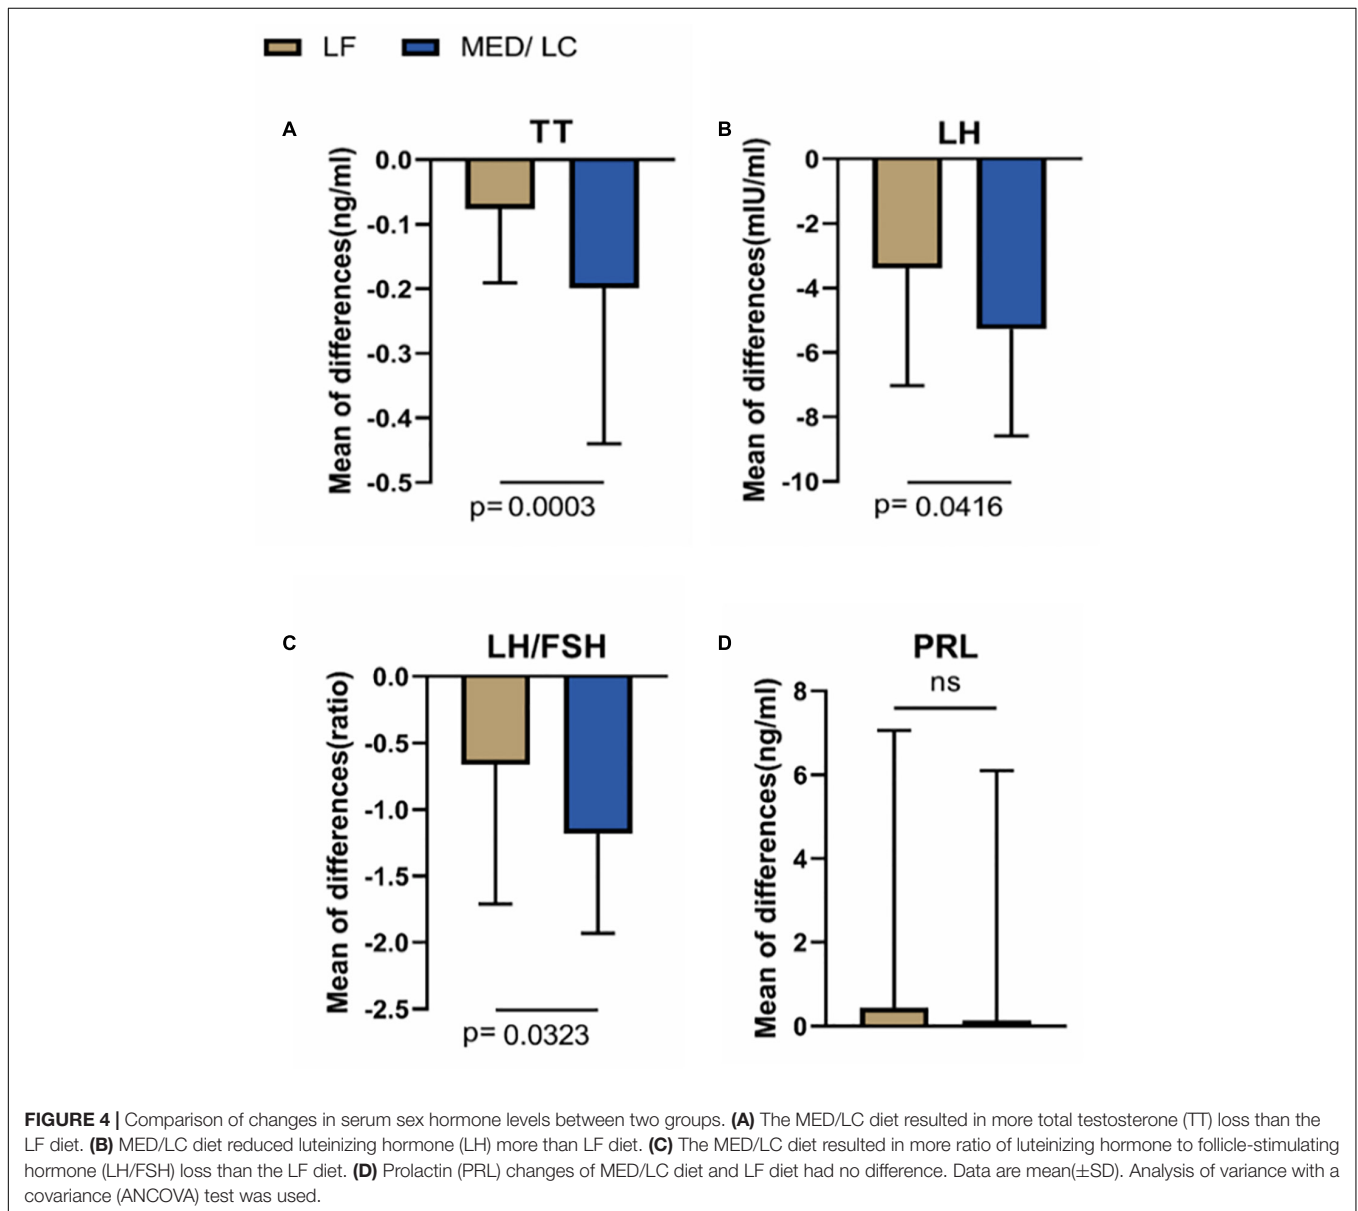 LF MED/ LC
A
TT
Mean of differences(ng/ml)
0.0
-0.1
-0.2
-0.3
-0.4
-0.5
p= 0.0003
B
LH
Mean of differences(mIU/ml)
0
-2
-4
-6
-8
-10
p= 0.0416
C
LH/FSH
Mean of differences(ratio)
0.0
-0.5
-1.0
-1.5
-2.0
-2.5
p= 0.0323
D
PRL
ns
Mean of differences(ng/ml)
8
6
4
2
0
FIGURE 4 | Comparison of changes in serum sex hormone levels between two groups. (A) The MED/LC diet resulted in more total testosterone (TT) loss than the
LF diet. (B) MED/LC diet reduced luteinizing hormone (LH) more than LF diet. (C) The MED/LC diet resulted in more ratio of luteinizing hormone to follicle-stimulating
hormone (LH/FSH) loss than the LF diet. (D) Prolactin (PRL) changes of MED/LC diet and LF diet had no difference. Data are mean(±SD). Analysis of variance with a
covariance (ANCOVA) test was used.